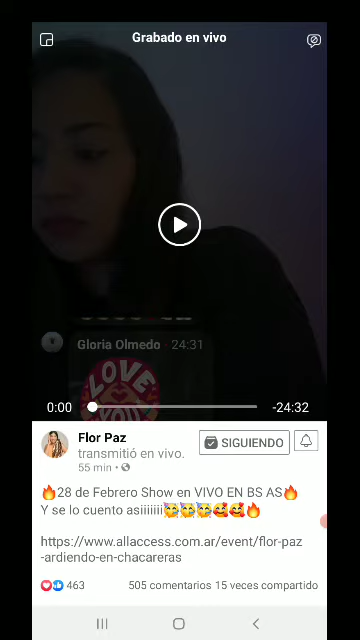 Grabado en vivo
Gloria Olmedo · 24:31
LOVE
YOU
0:00
-24:32
Flor Paz
SIGUIENDO
transmitió en vivo.
55 min ·
🔥28 de Febrero Show en VIVO EN BS AS🔥
Y se lo cuento asiiiiiii🥳🥳🥳🥰🥰🔥
https://www.allaccess.com.ar/event/flor-paz
-ardiendo-en-chacareras
463
505 comentarios 15 veces compartido